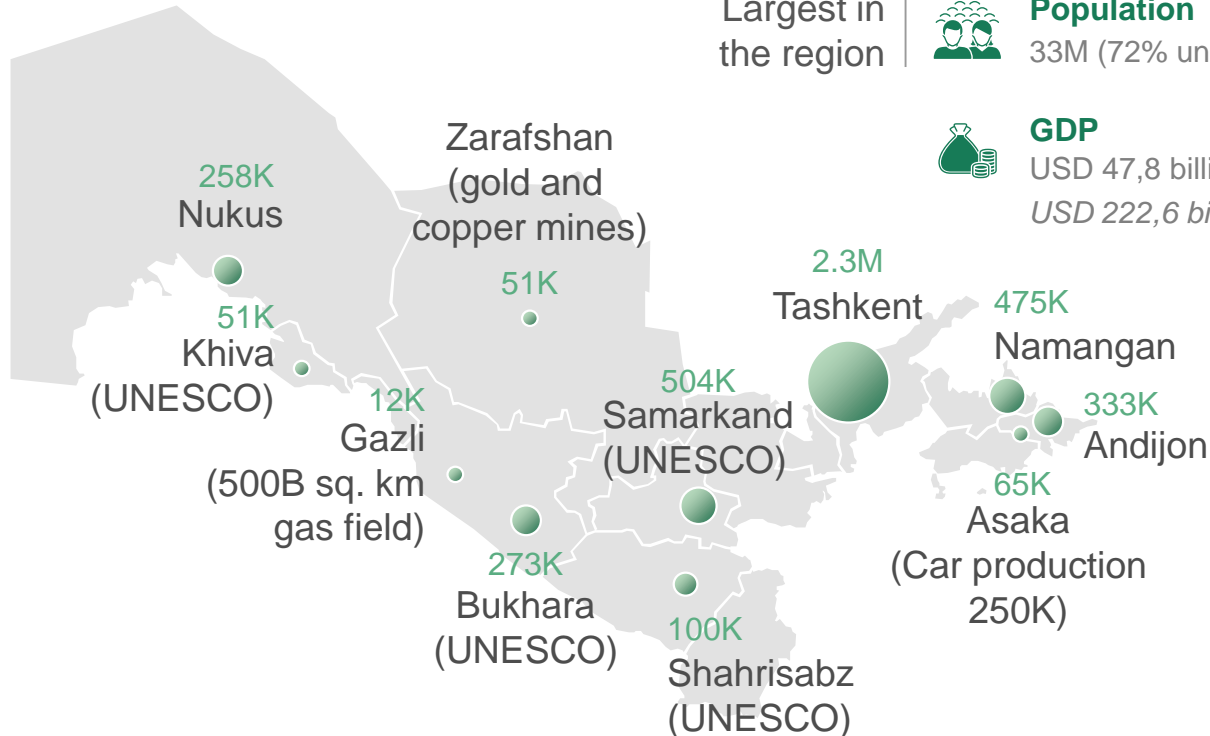 Largest in
the region
Population
33M (72% un
GDP
USD 47,8 billi
USD 222,6 bi
258K
Nukus
Zarafshan
(gold and
copper mines)
51K
2.3M
Tashkent
475K
Namangan
51K
Khiva
(UNESCO)
12K
Gazli
(500B sq. km
gas field)
504K
Samarkand
(UNESCO)
333K
Andijon
65K
Asaka
(Car production
250K)
273K
Bukhara
(UNESCO)
100K
Shahrisabz
(UNESCO)